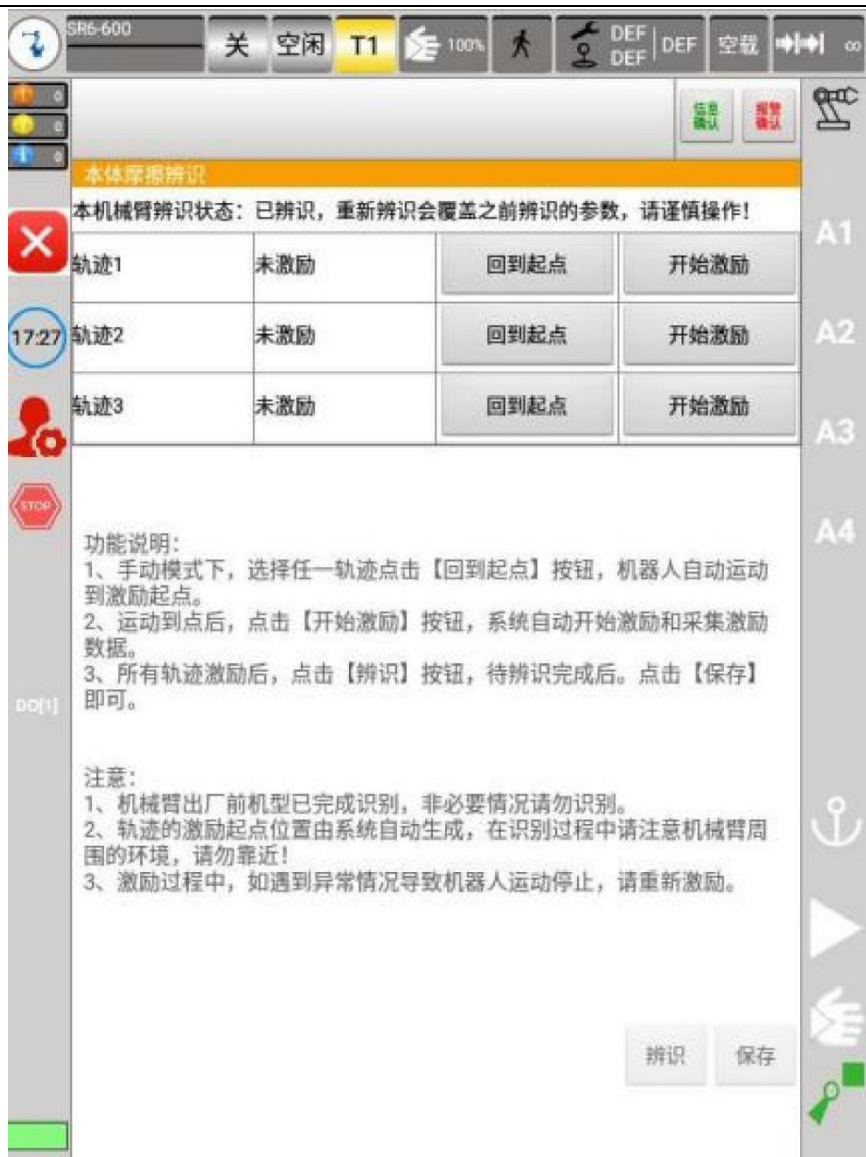 SR6-600
关 空闲 T1 100% DEF DEF DEF 空载 ∞
0
0
i 0
信息确认 报警确认
本体摩擦辨识
本机械臂辨识状态：已辨识，重新辨识会覆盖之前辨识的参数，请谨慎操作！
轨迹1 未激励 回到起点 开始激励
17:27
轨迹2 未激励 回到起点 开始激励
轨迹3 未激励 回到起点 开始激励
A1
A2
A3
A4
STOP
DO[1]
功能说明：
1、手动模式下，选择任一轨迹点击【回到起点】按钮，机器人自动运动
到激励起点。
2、运动到点后，点击【开始激励】按钮，系统自动开始激励和采集激励
数据。
3、所有轨迹激励后，点击【辨识】按钮，待辨识完成后。点击【保存】
即可。
注意：
1、机械臂出厂前机型已完成识别，非必要情况请勿识别。
2、轨迹的激励起点位置由系统自动生成，在识别过程中请注意机械臂周
围的环境，请勿靠近！
3、激励过程中，如遇到异常情况导致机器人运动停止，请重新激励。
辨识 保存